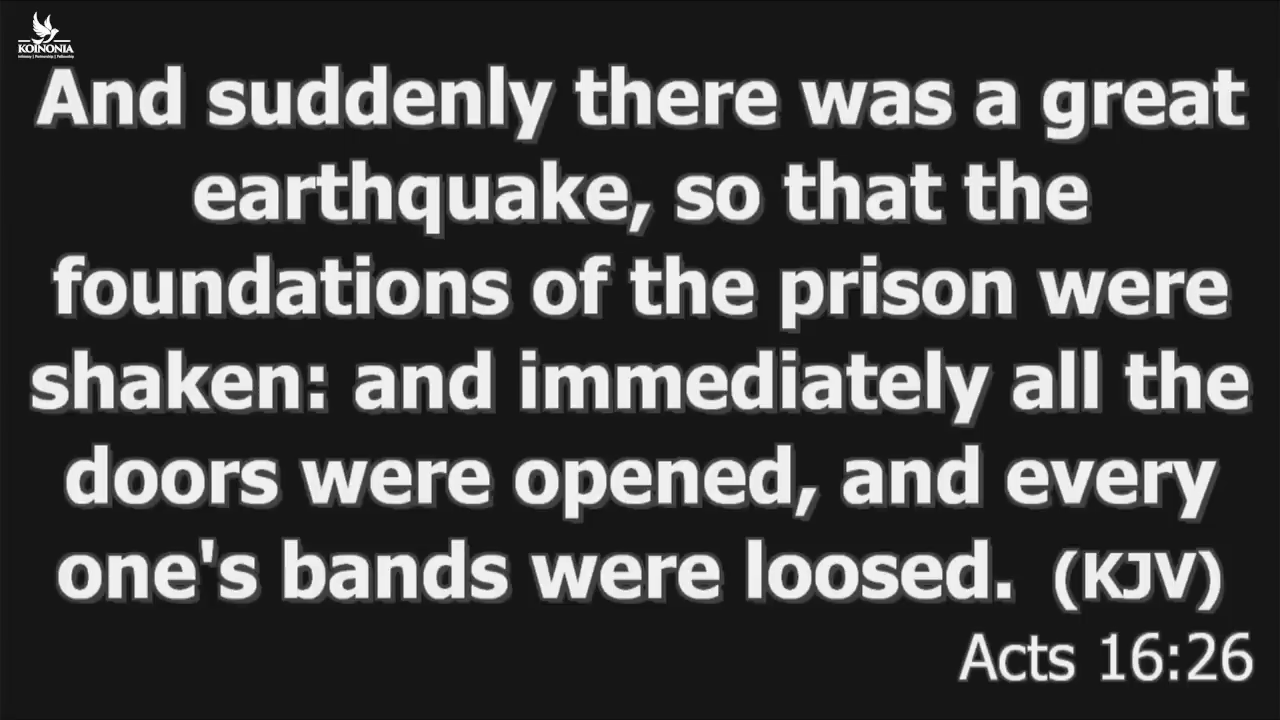 KOINONIA
And suddenly there was a great
earthquake, so that the
foundations of the prison were
shaken: and immediately all the
doors were opened, and every
one's bands were loosed. (KJV)
Acts 16:26